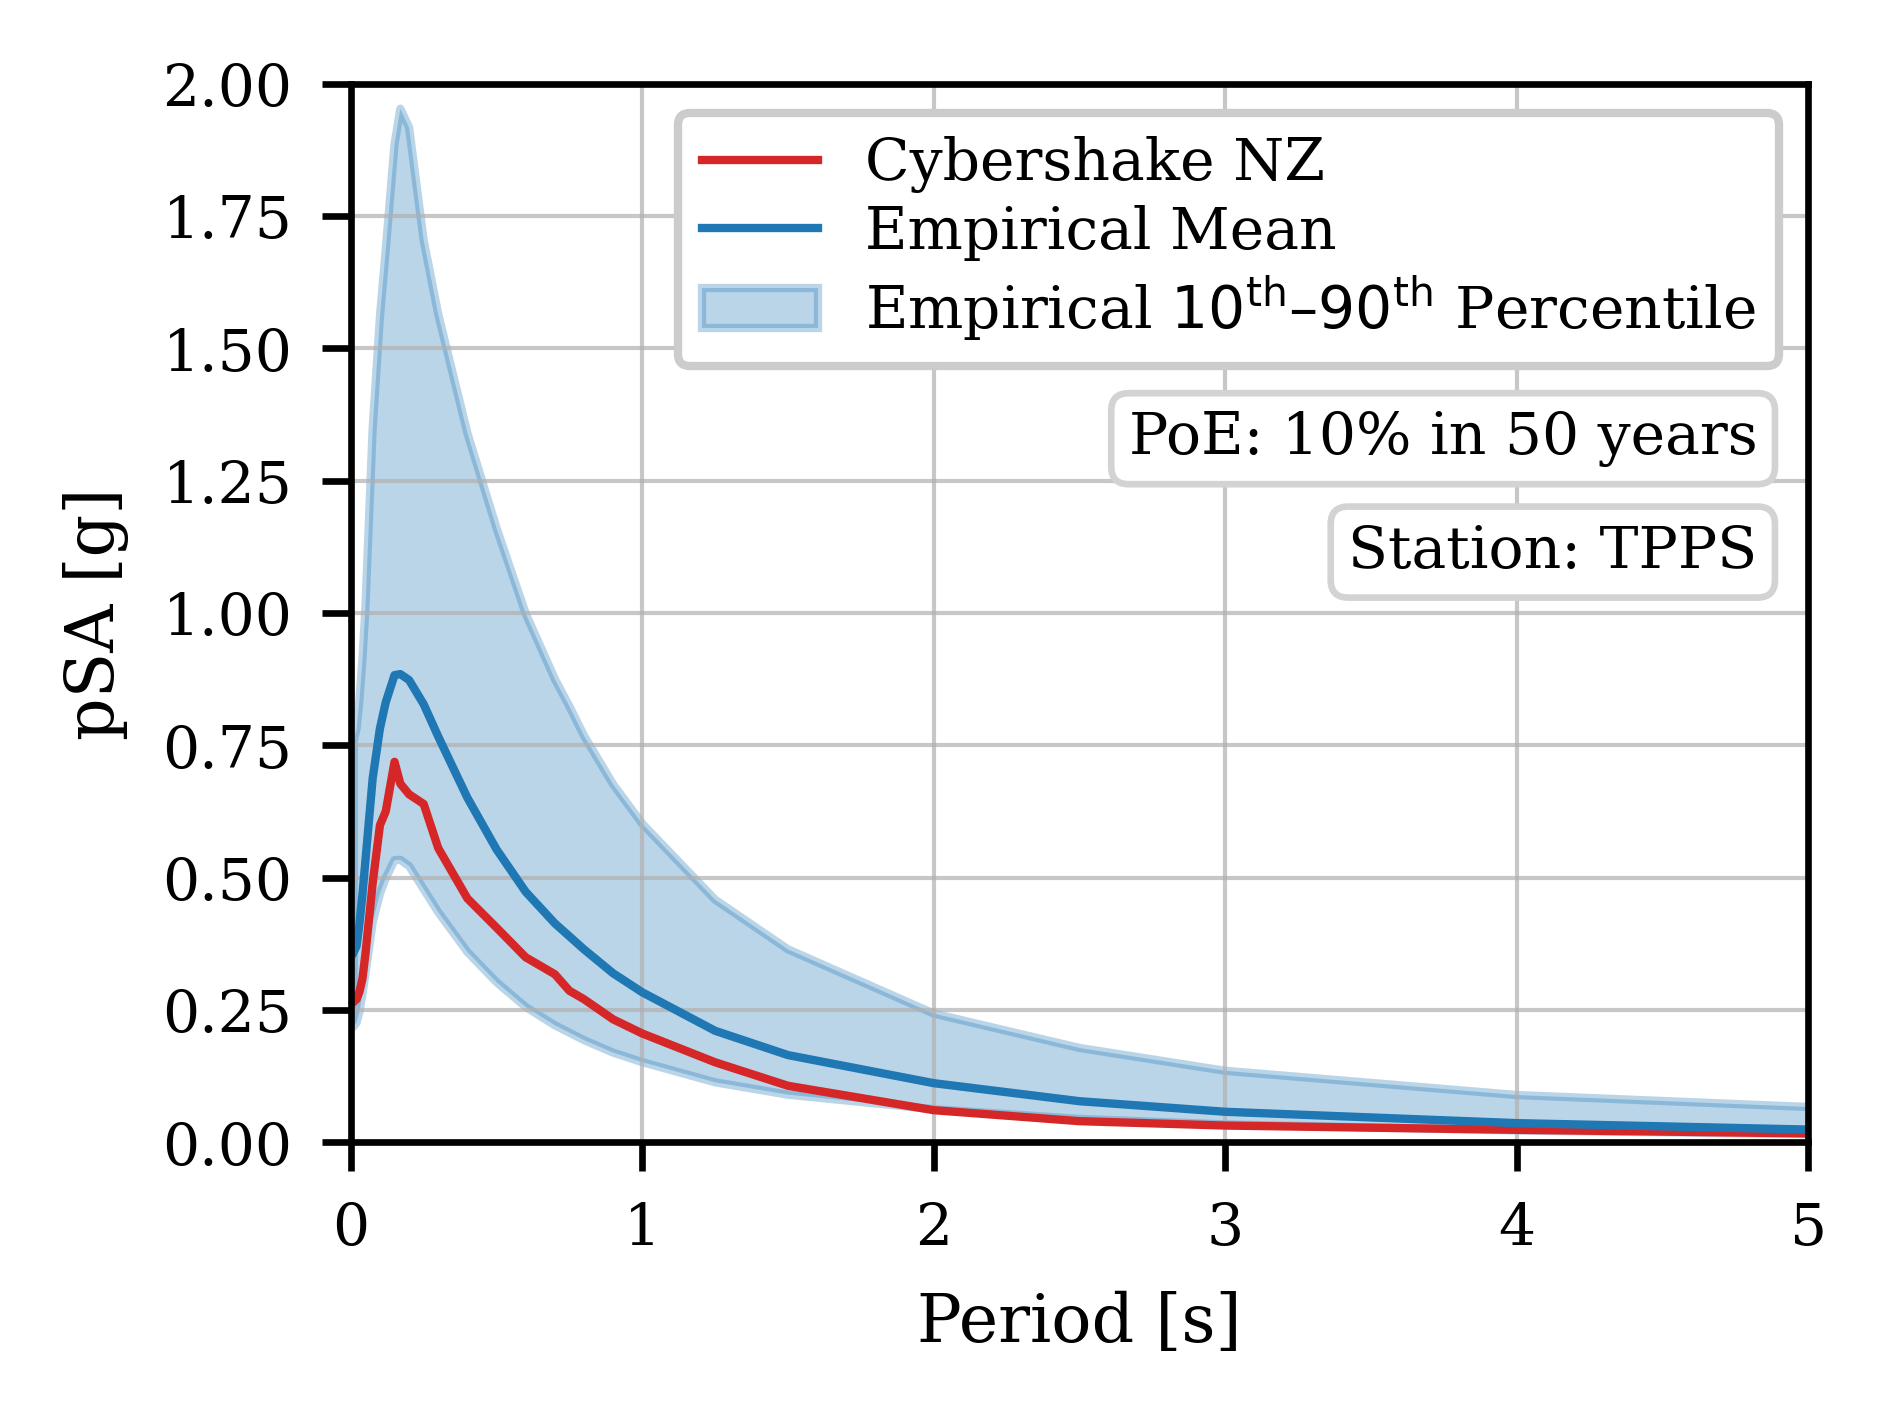 2.00
1.75
1.50
1.25
1.00
0.75
0.50
0.25
0.00
pSA [g]
Cybershake NZ
Empirical Mean
Empirical 10th–90th Percentile
PoE: 10% in 50 years
Station: TPPS
0 1 2 3 4 5
Period [s]